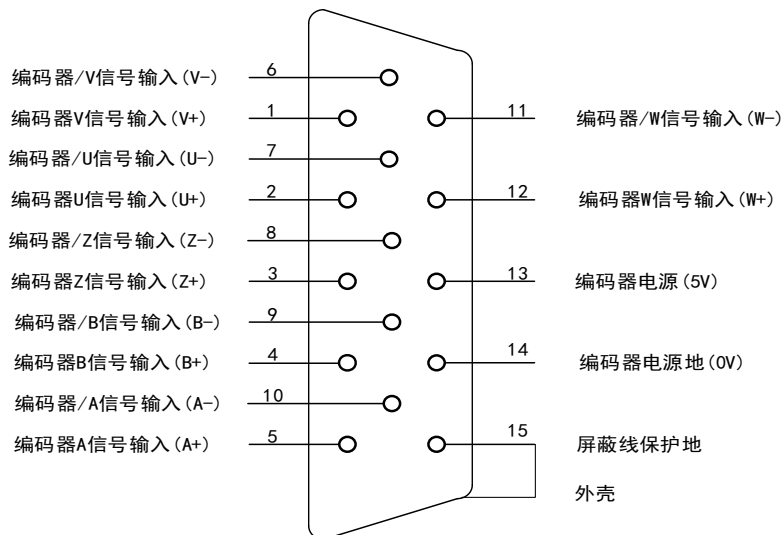 编码器/V信号输入(V-) 6
编码器V信号输入(V+) 1 11 编码器/W信号输入(W-)
编码器/U信号输入(U-) 7
编码器U信号输入(U+) 2 12 编码器W信号输入(W+)
编码器/Z信号输入(Z-) 8
编码器Z信号输入(Z+) 3 13 编码器电源(5V)
编码器/B信号输入(B-) 9
编码器B信号输入(B+) 4 14 编码器电源地(0V)
编码器/A信号输入(A-) 10
编码器A信号输入(A+) 5 15 屏蔽线保护地
外壳